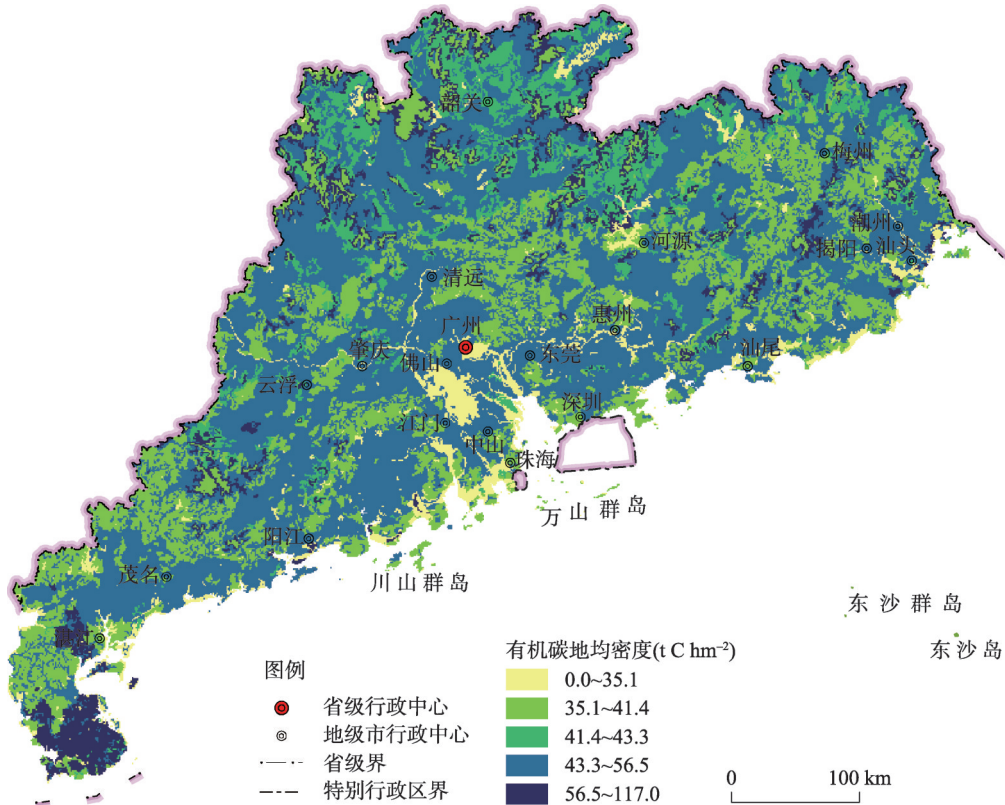 韶关
梅州
潮州
河源
揭阳
汕头
清远
广州
惠州
肇庆
佛山
东莞
汕尾
云浮
深圳
江门
中山
珠海
万山群岛
阳江
川山群岛
茂名
东沙群岛
湛江
东沙岛
图例
省级行政中心
地级市行政中心
省级界
特别行政区界
有机碳地均密度(t C hm⁻²)
0.0~35.1
35.1~41.4
41.4~43.3
43.3~56.5
56.5~117.0
0 100 km